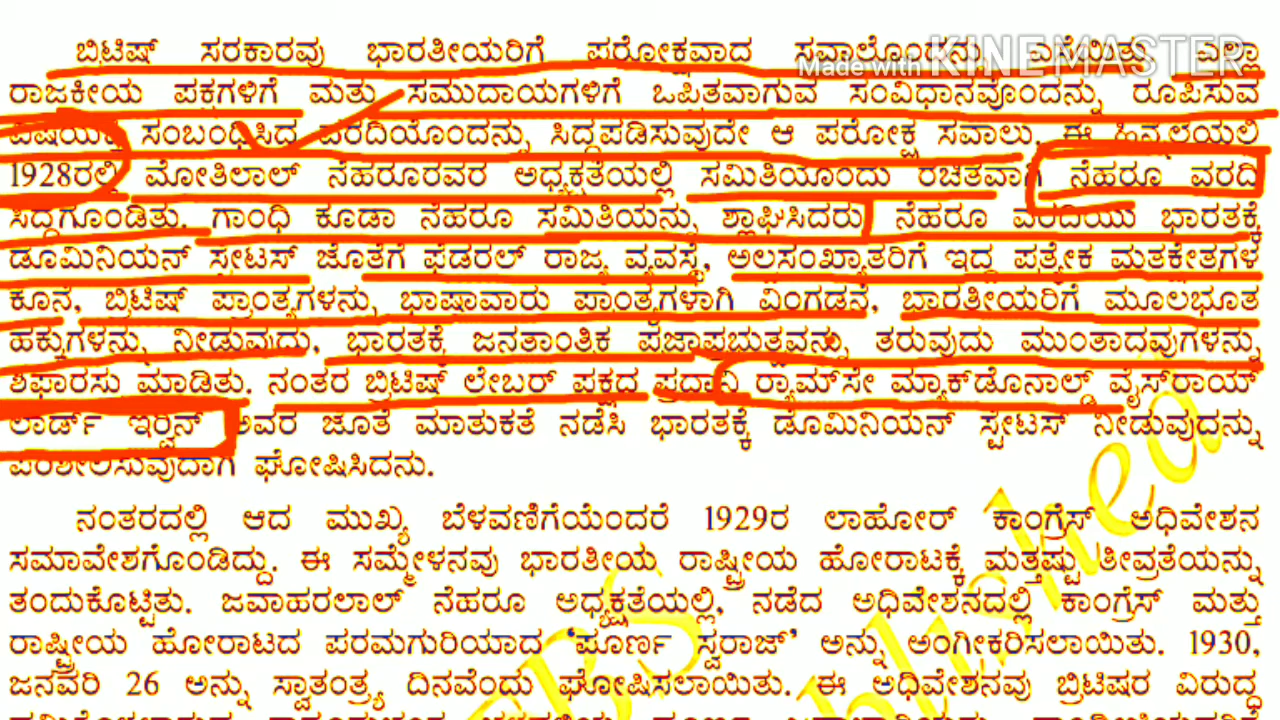 ಬ್ರಿಟಿಷ್ ಸರಕಾರವು ಭಾರತೀಯರಿಗೆ ಪರೋಕ್ಷವಾದ ಸವಾಲೊಂದನ್ನು ಎಲ್ಲಾ
Made with KINEMASTER
ರಾಜಕೀಯ ಪಕ್ಷಗಳಿಗೆ ಮತ್ತು ಸಮುದಾಯಗಳಿಗೆ ಒಪ್ಪಿತವಾಗುವ ಸಂವಿಧಾನವೊಂದನ್ನು ರೂಪಿಸುವ
ವಿಷಯಕ್ಕೆ ಸಂಬಂಧಿಸಿದ ವರದಿಯೊಂದನ್ನು ಸಿದ್ಧಪಡಿಸುವುದೇ ಆ ಪರೋಕ್ಷ ಸವಾಲು. ಈ ಹಿನ್ನಲೆಯಲ್ಲಿ
1928ರಲ್ಲಿ ಮೋತಿಲಾಲ್ ನೆಹರೂರವರ ಅಧ್ಯಕ್ಷತೆಯಲ್ಲಿ ಸಮಿತಿಯೊಂದು ರಚಿತವಾಗಿ ನೆಹರೂ ವರದಿ
ಸಿದ್ಧಗೊಂಡಿತು. ಗಾಂಧಿ ಕೂಡಾ ನೆಹರೂ ಸಮಿತಿಯನ್ನು ಶ್ಲಾಘಿಸಿದರು. ನೆಹರೂ ವರದಿಯು ಭಾರತಕ್ಕೆ
ಡೊಮಿನಿಯನ್ ಸ್ಟೇಟಸ್ ಜೊತೆಗೆ ಫೆಡರಲ್ ರಾಜ್ಯ ವ್ಯವಸ್ಥೆ, ಅಲ್ಪಸಂಖ್ಯಾತರಿಗೆ ಇದ್ದ ಪ್ರತ್ಯೇಕ ಮತಕ್ಷೇತ್ರಗಳ
ಕೊನೆ, ಬ್ರಿಟಿಷ್ ಪ್ರಾಂತ್ಯಗಳನ್ನು ಭಾಷಾವಾರು ಪ್ರಾಂತ್ಯಗಳಾಗಿ ವಿಂಗಡನೆ, ಭಾರತೀಯರಿಗೆ ಮೂಲಭೂತ
ಹಕ್ಕುಗಳನ್ನು ನೀಡುವುದು, ಭಾರತಕ್ಕೆ ಜನತಾಂತ್ರಿಕ ಪ್ರಜಾಪ್ರಭುತ್ವವನ್ನು ತರುವುದು ಮುಂತಾದವುಗಳನ್ನು
ಶಿಫಾರಸು ಮಾಡಿತು. ನಂತರ ಬ್ರಿಟಿಷ್ ಲೇಬರ್ ಪಕ್ಷದ ಪ್ರಧಾನಿ ರ‍್ಯಾಮ್‌ಸೇ ಮ್ಯಾಕ್‌ಡೊನಾಲ್ಡ್ ವೈಸ್‌ರಾಯ್
ಲಾರ್ಡ್ ಇರ‍್ವಿನ್ ಅವರ ಜೊತೆ ಮಾತುಕತೆ ನಡೆಸಿ ಭಾರತಕ್ಕೆ ಡೊಮಿನಿಯನ್ ಸ್ಟೇಟಸ್ ನೀಡುವುದನ್ನು
ಪರಿಶೀಲಿಸುವುದಾಗಿ ಘೋಷಿಸಿದನು.
ನಂತರದಲ್ಲಿ ಆದ ಮುಖ್ಯ ಬೆಳವಣಿಗೆಯೆಂದರೆ 1929ರ ಲಾಹೋರ್ ಕಾಂಗ್ರೆಸ್ ಅಧಿವೇಶನ
ಸಮಾವೇಶಗೊಂಡಿದ್ದು. ಈ ಸಮ್ಮೇಳನವು ಭಾರತೀಯ ರಾಷ್ಟ್ರೀಯ ಹೋರಾಟಕ್ಕೆ ಮತ್ತಷ್ಟು ತೀವ್ರತೆಯನ್ನು
ತಂದುಕೊಟ್ಟಿತು. ಜವಾಹರಲಾಲ್ ನೆಹರೂ ಅಧ್ಯಕ್ಷತೆಯಲ್ಲಿ, ನಡೆದ ಅಧಿವೇಶನದಲ್ಲಿ ಕಾಂಗ್ರೆಸ್ ಮತ್ತು
ರಾಷ್ಟ್ರೀಯ ಹೋರಾಟದ ಪರಮಗುರಿಯಾದ ‘ಪೂರ್ಣ ಸ್ವರಾಜ್’ ಅನ್ನು ಅಂಗೀಕರಿಸಲಾಯಿತು. 1930,
ಜನವರಿ 26 ಅನ್ನು ಸ್ವಾತಂತ್ರ್ಯ ದಿನವೆಂದು ಘೋಷಿಸಲಾಯಿತು. ಈ ಅಧಿವೇಶನವು ಬ್ರಿಟಿಷರ ವಿರುದ್ಧ